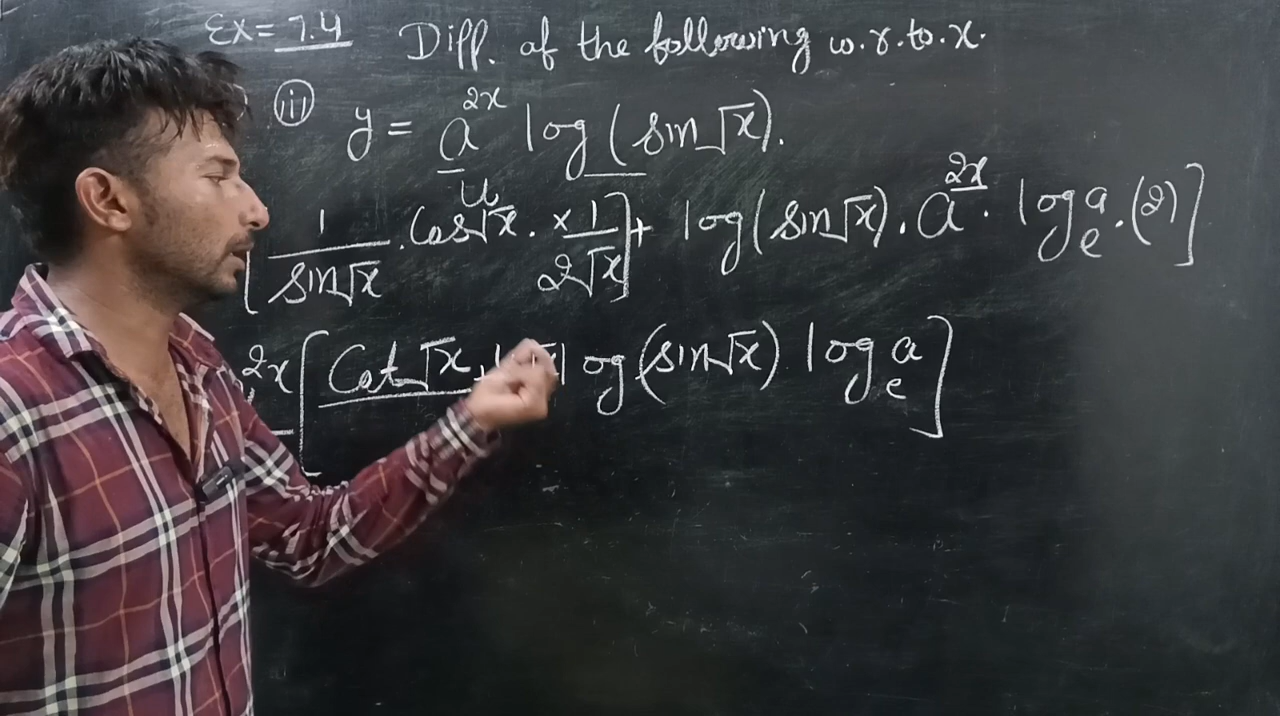 Ex = 7.4 Diff. of the following w.r.to.x.
(ii) y = a^2x log(sin√x).
u
[1/sin√x . Cos√x . × 1/2√x] + log(sin√x) . a^2x . log_e a . (2)]
2x [Cot√x log(sin√x) log_e a]